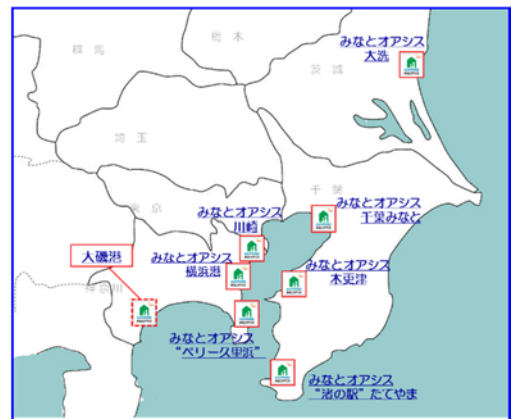 栃木
群馬
みなとオアシス
大洗
茨城
埼玉
千葉
みなとオアシス
千葉みなと
東京
みなとオアシス
川崎
みなとオアシス
横浜港
大磯港
神奈川
みなとオアシス
木更津
みなとオアシス
“ペリー久里浜”
みなとオアシス
“渚の駅”たてやま